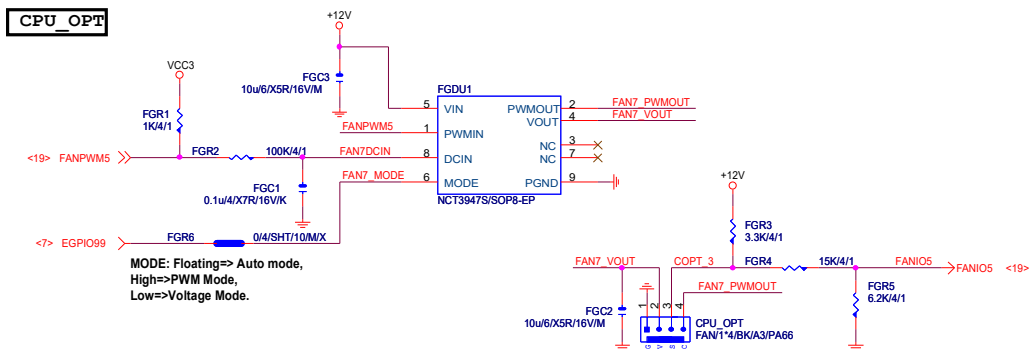 CPU_OPT
+12V
VCC3
FGC3
10u/6/X5R/16V/M
FGDU1
FGR1
1K/4/1
5 VIN PWMOUT 2 FAN7_PWMOUT
VOUT 4 FAN7_VOUT
FANPWM5 1 PWMIN NC 3
<19> FANPWM5 FGR2 100K/4/1 FAN7DCIN 8 DCIN NC 7
FAN7_MODE 6 MODE PGND 9
FGC1
0.1u/4/X7R/16V/K
NCT3947S/SOP8-EP
+12V
<7> EGPIO99 FGR6 0/4/SHT/10/M/X
FGR3
3.3K/4/1
MODE: Floating=> Auto mode,
High=>PWM Mode,
Low=>Voltage Mode.
FAN7_VOUT COPT_3 FGR4 15K/4/1 FANIO5 FANIO5 <19>
FAN7_PWMOUT
FGR5
6.2K/4/1
1 2 3 4
FGC2
10u/6/X5R/16V/M
CPU_OPT
FAN/1*4/BK/A3/PA66
G V S C